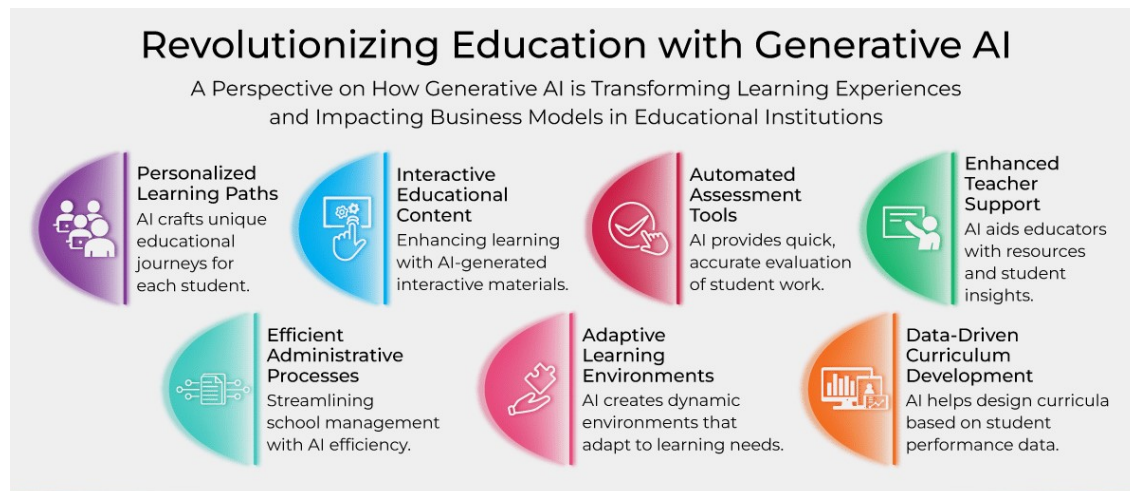 Revolutionizing Education with Generative AI
A Perspective on How Generative AI is Transforming Learning Experiences
and Impacting Business Models in Educational Institutions
Personalized
Learning Paths
AI crafts unique
educational
journeys for
each student.
Interactive
Educational
Content
Enhancing learning
with AI-generated
interactive materials.
Automated
Assessment
Tools
AI provides quick,
accurate evaluation
of student work.
Enhanced
Teacher
Support
AI aids educators
with resources
and student
insights.
Efficient
Administrative
Processes
Streamlining
school management
with AI efficiency.
Adaptive
Learning
Environments
AI creates dynamic
environments that
adapt to learning needs.
Data-Driven
Curriculum
Development
AI helps design curricula
based on student
performance data.